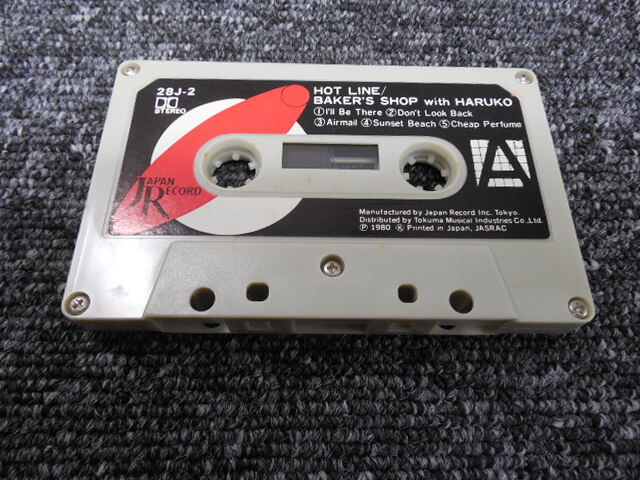 28J-2
STEREO
HOT LINE/
BAKER'S SHOP with HARUKO
①I'll Be There ②Don't Look Back
③Airmail ④Sunset Beach ⑤Cheap Perfume
JAPAN
RECORD
A
Manufactured by Japan Record Inc. Tokyo.
Distributed by Tokuma Musical Industries Co., Ltd.
Ⓟ 1980 Ⓚ Printed in Japan, JASRAC